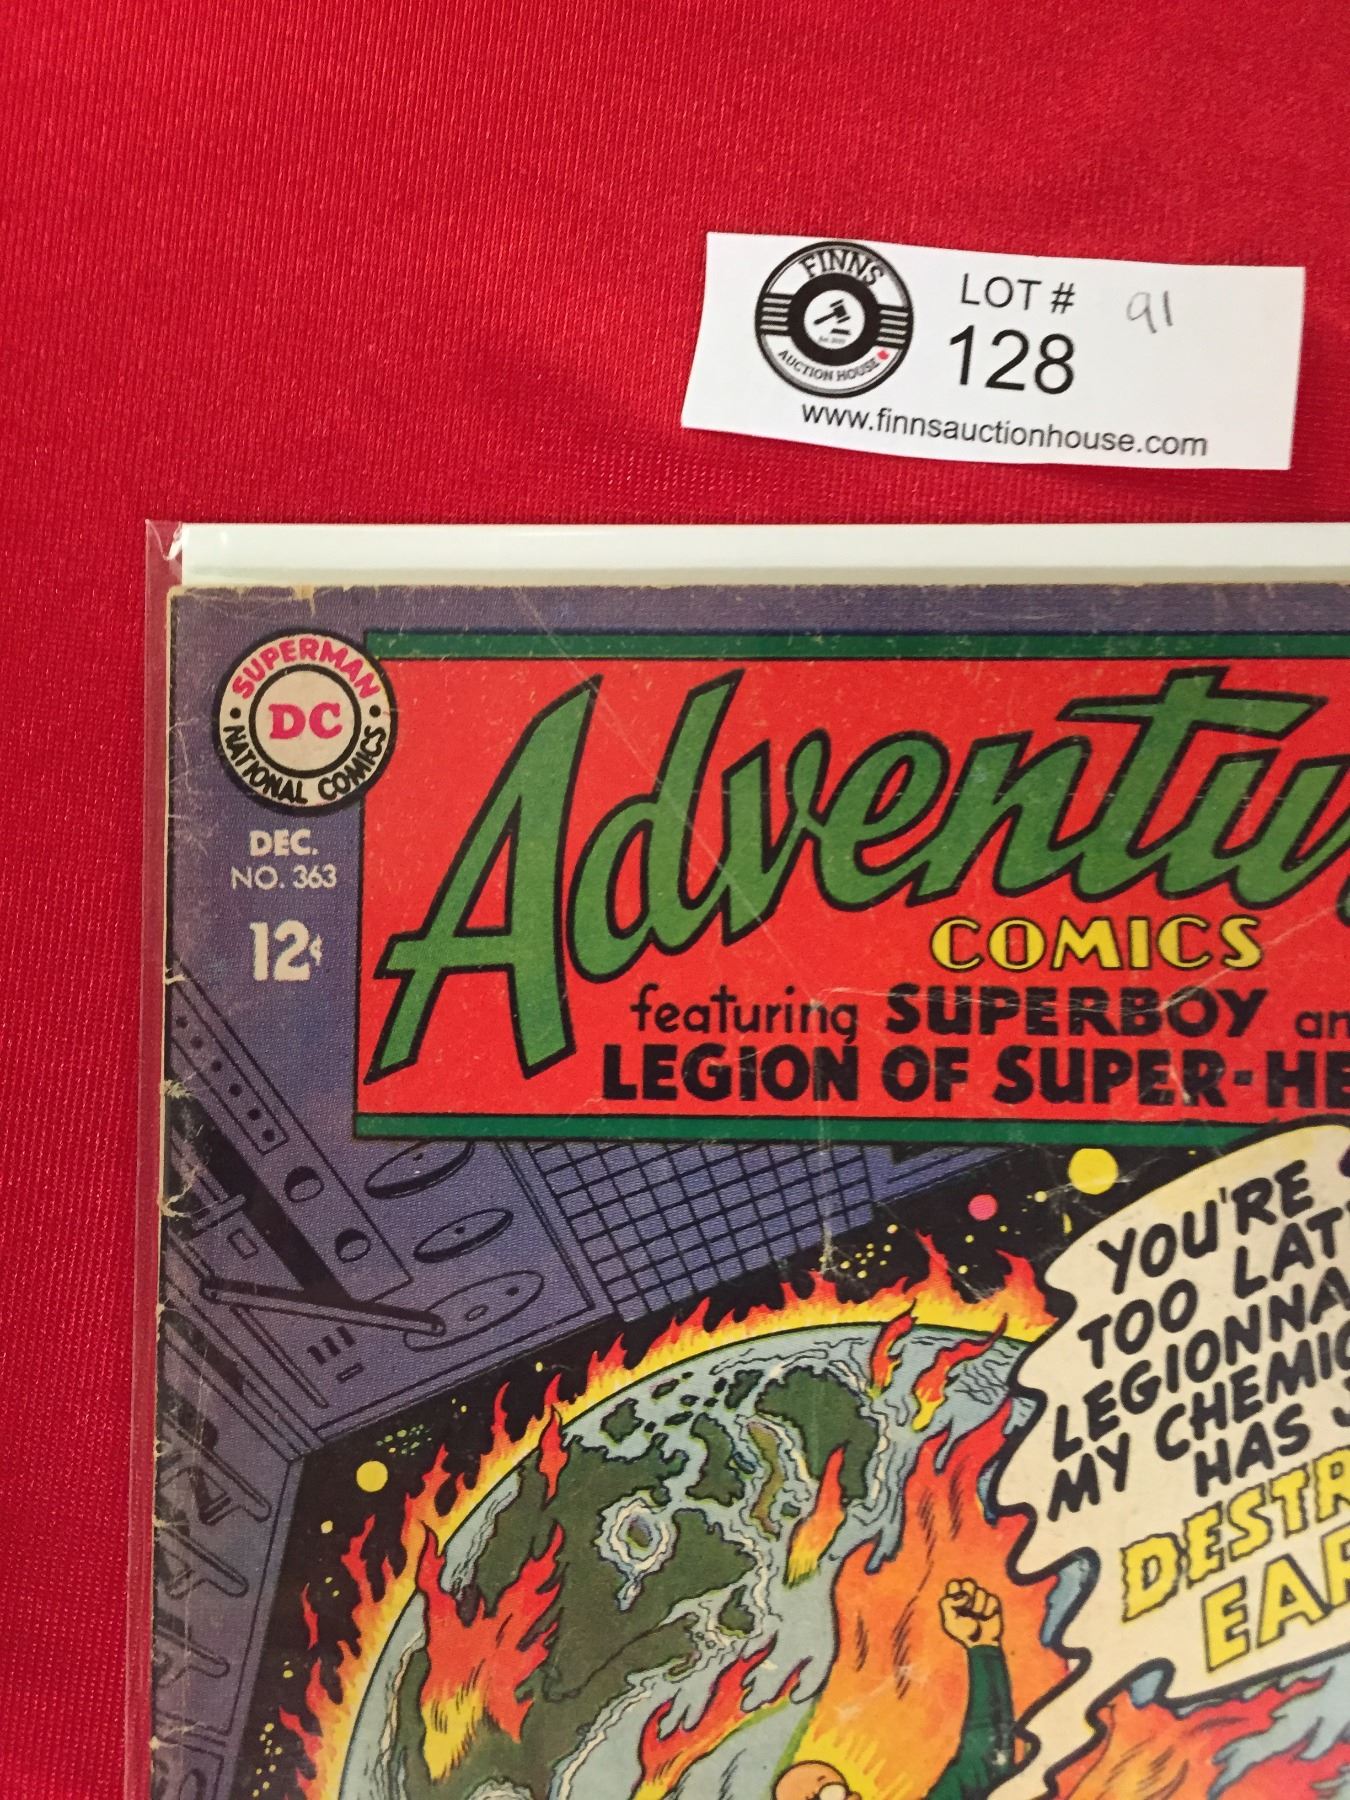 FINNS
AUCTION HOUSE
LOT # 91
128
www.finnsauctionhouse.com
SUPERMAN
DC
NATIONAL COMICS
DEC.
NO. 363
12¢
Adventu
COMICS
featuring SUPERBOY an
LEGION OF SUPER-HE
YOU'RE
TOO LAT
LEGIONNA
MY CHEMIC
HAS
DESTR
EAR